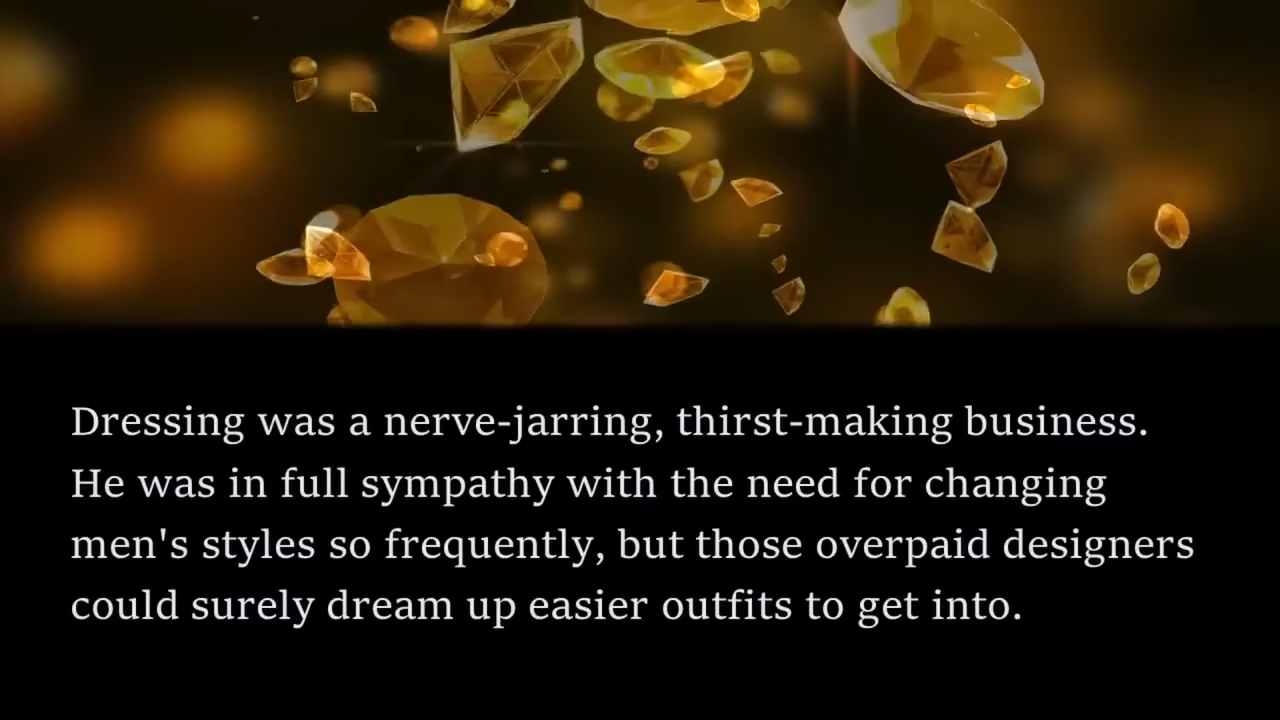 Dressing was a nerve-jarring, thirst-making business.
He was in full sympathy with the need for changing
men's styles so frequently, but those overpaid designers
could surely dream up easier outfits to get into.